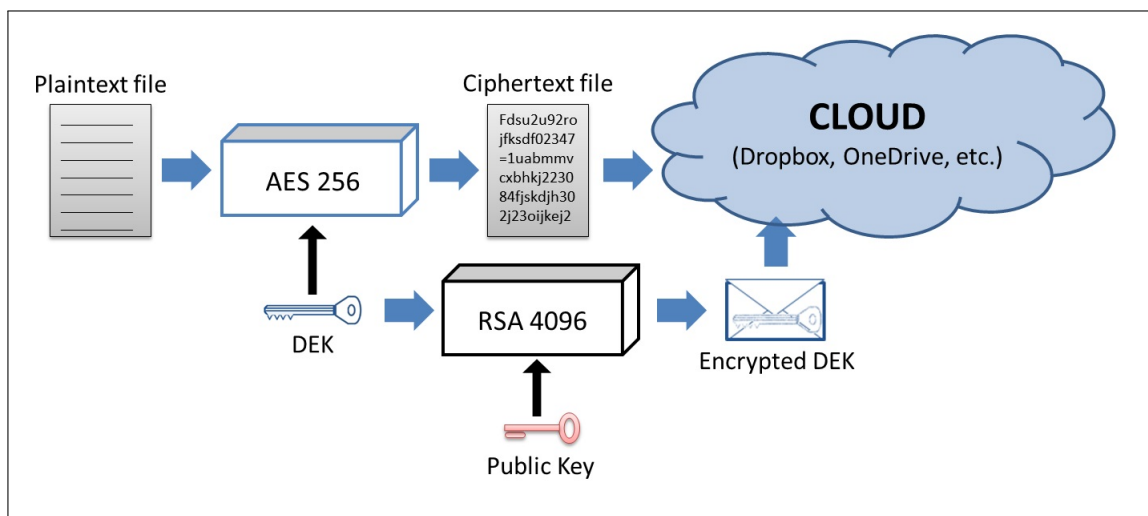 Plaintext file
Ciphertext file
Fdsu2u92ro
jfksdf02347
=1uabmmv
cxbhkj2230
84fjskdjh30
2j23oijkej2
CLOUD
(Dropbox, OneDrive, etc.)
AES 256
DEK
RSA 4096
Encrypted DEK
Public Key